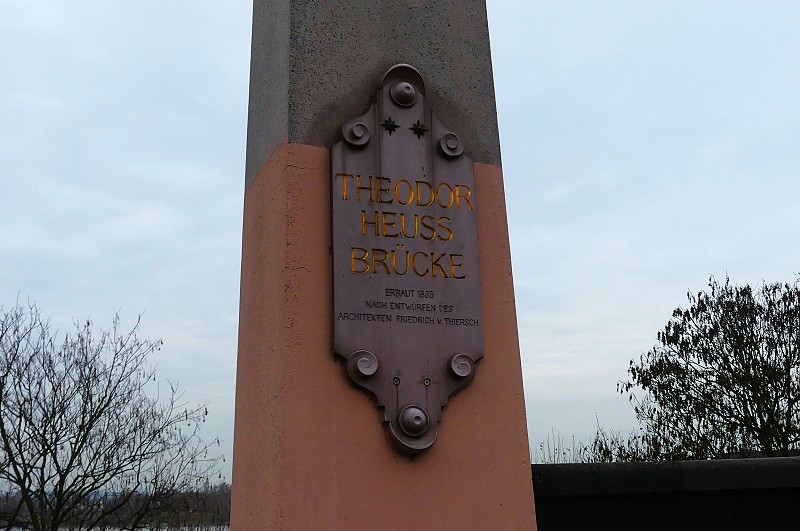 THEODOR
HEUSS
BRÜCKE
ERBAUT 1885
NACH ENTWÜRFEN DES
ARCHITEKTEN FRIEDRICH v. THIERSCH